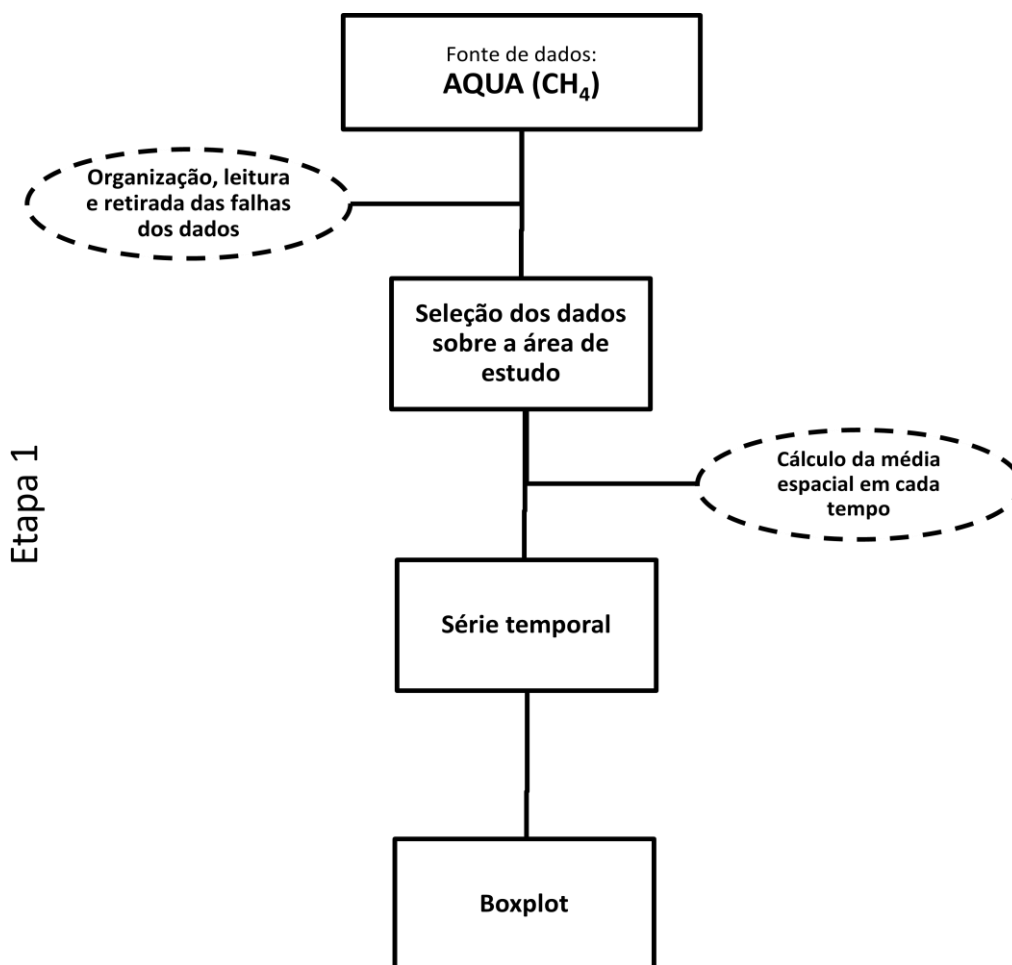 Fonte de dados:
AQUA (CH₄)
Organização, leitura
e retirada das falhas
dos dados
Seleção dos dados
sobre a área de
estudo
Etapa 1
Cálculo da média
espacial em cada
tempo
Série temporal
Boxplot